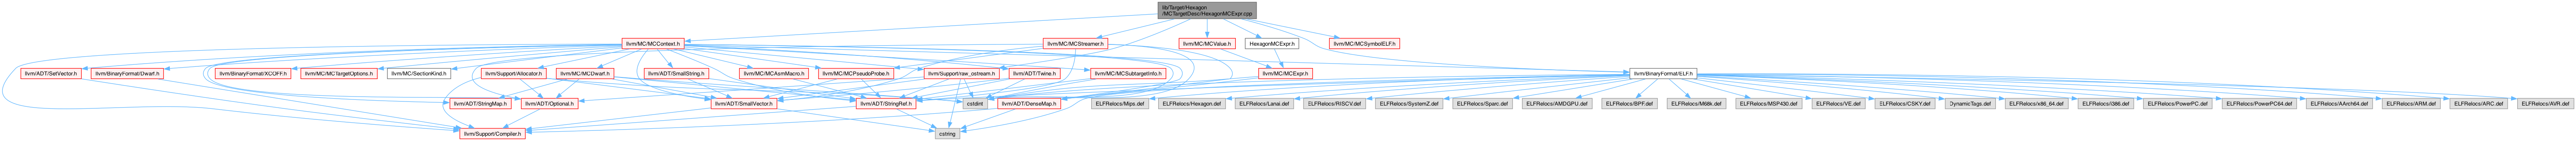 lib/Target/Hexagon
/MCTargetDesc/HexagonMCExpr.cpp
llvm/MC/MCContext.h
llvm/MC/MCStreamer.h
llvm/MC/MCValue.h
HexagonMCExpr.h
llvm/MC/MCSymbolELF.h
llvm/ADT/SetVector.h
llvm/BinaryFormat/Dwarf.h
llvm/BinaryFormat/XCOFF.h
llvm/MC/MCTargetOptions.h
llvm/MC/SectionKind.h
llvm/Support/Allocator.h
llvm/MC/MCDwarf.h
llvm/ADT/SmallString.h
llvm/MC/MCAsmMacro.h
llvm/MC/MCPseudoProbe.h
llvm/Support/raw_ostream.h
llvm/ADT/Twine.h
llvm/MC/MCSubtargetInfo.h
llvm/MC/MCExpr.h
llvm/BinaryFormat/ELF.h
llvm/ADT/StringMap.h
llvm/ADT/Optional.h
llvm/ADT/SmallVector.h
llvm/ADT/StringRef.h
cstdint
llvm/ADT/DenseMap.h
ELFRelocs/Mips.def
ELFRelocs/Hexagon.def
ELFRelocs/Lanai.def
ELFRelocs/RISCV.def
ELFRelocs/SystemZ.def
ELFRelocs/Sparc.def
ELFRelocs/AMDGPU.def
ELFRelocs/BPF.def
ELFRelocs/M68k.def
ELFRelocs/MSP430.def
ELFRelocs/VE.def
ELFRelocs/CSKY.def
DynamicTags.def
ELFRelocs/x86_64.def
ELFRelocs/i386.def
ELFRelocs/PowerPC.def
ELFRelocs/PowerPC64.def
ELFRelocs/AArch64.def
ELFRelocs/ARM.def
ELFRelocs/ARC.def
ELFRelocs/AVR.def
llvm/Support/Compiler.h
cstring